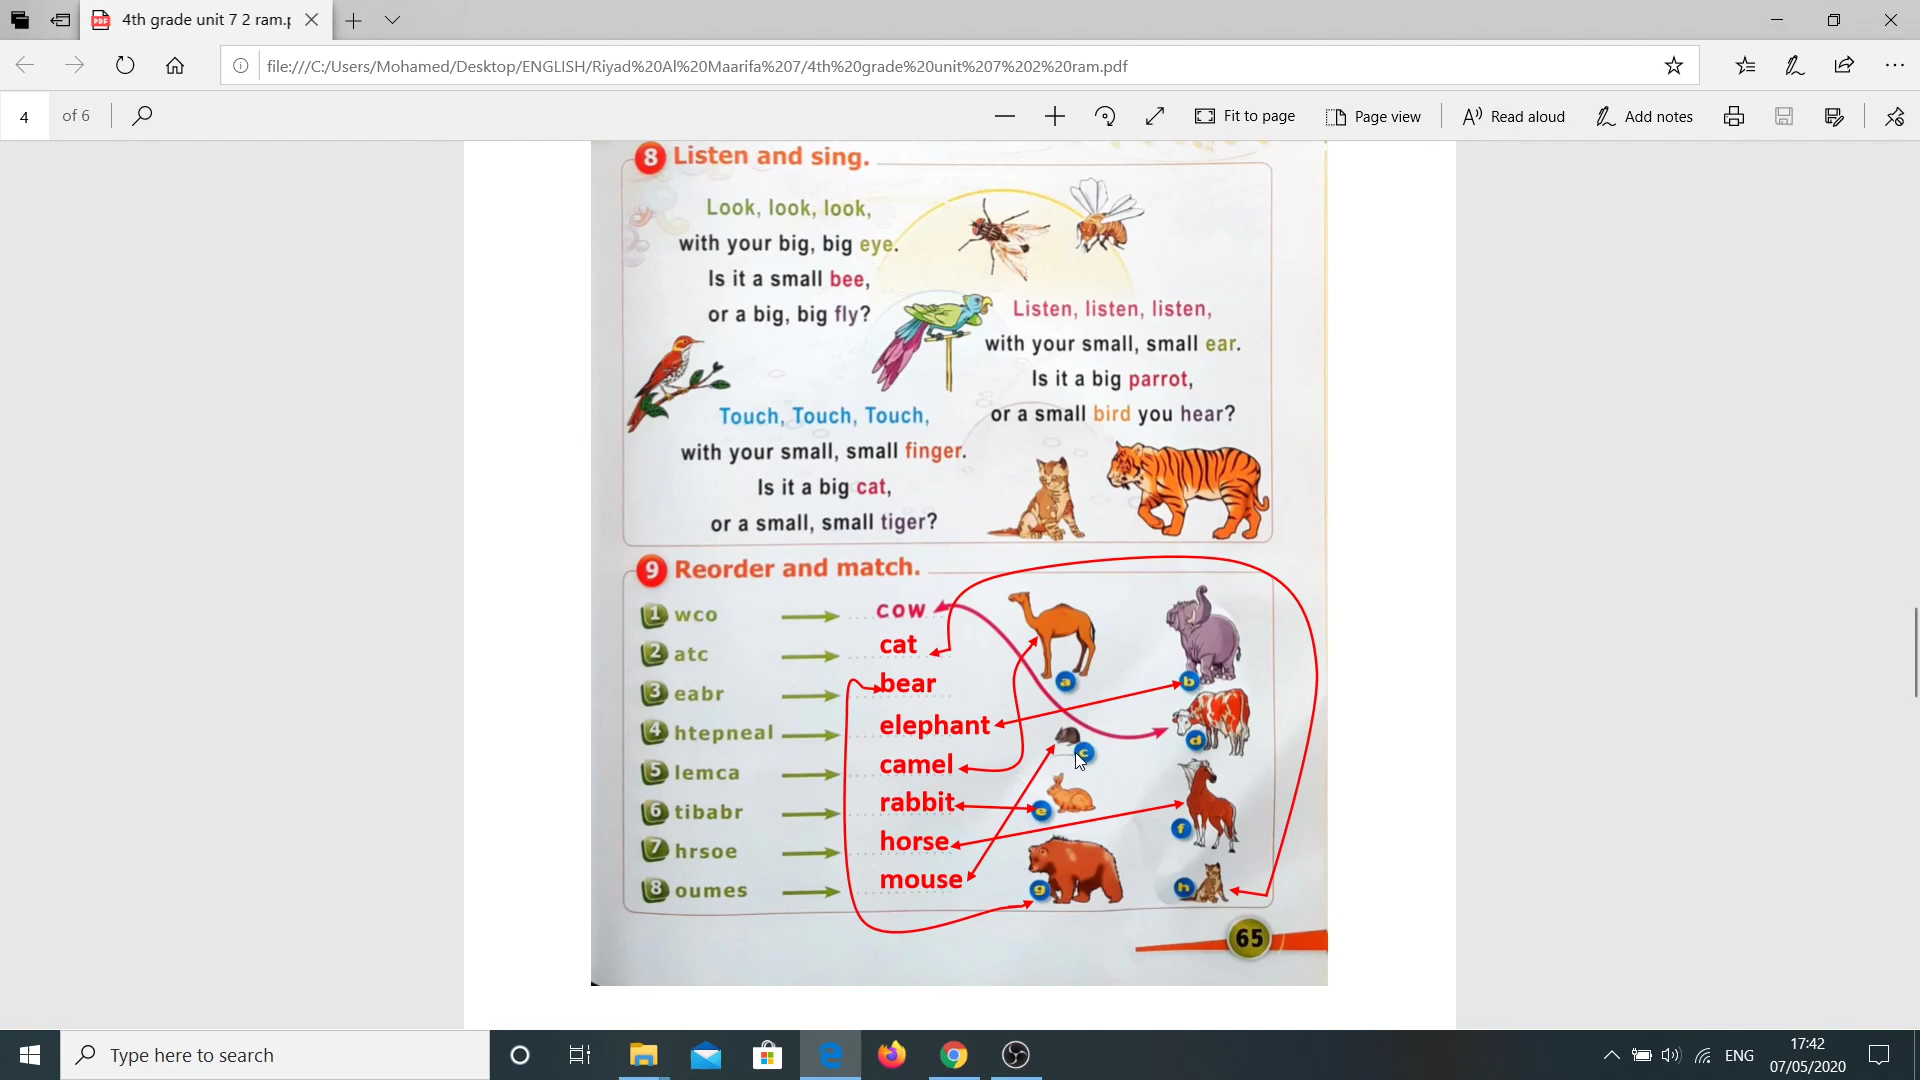 4th grade unit 7 2 ram.p
file:///C:/Users/Mohamed/Desktop/ENGLISH/Riyad%20Al%20Maarifa%207/4th%20grade%20unit%207%202%20ram.pdf
4 of 6
Fit to page
Page view
Read aloud
Add notes
8 Listen and sing.
Look, look, look,
with your big, big eye.
Is it a small bee,
or a big, big fly?
Listen, listen, listen,
with your small, small ear.
Is it a big parrot,
or a small bird you hear?
Touch, Touch, Touch,
with your small, small finger.
Is it a big cat,
or a small, small tiger?
9 Reorder and match.
1 wco cow
2 atc cat
3 eabr bear
4 htepneal elephant
5 lemca camel
6 tibabr rabbit
7 hrsoe horse
8 oumes mouse
a
b
c
d
e
f
g
h
65
Type here to search
ENG
17:42
07/05/2020